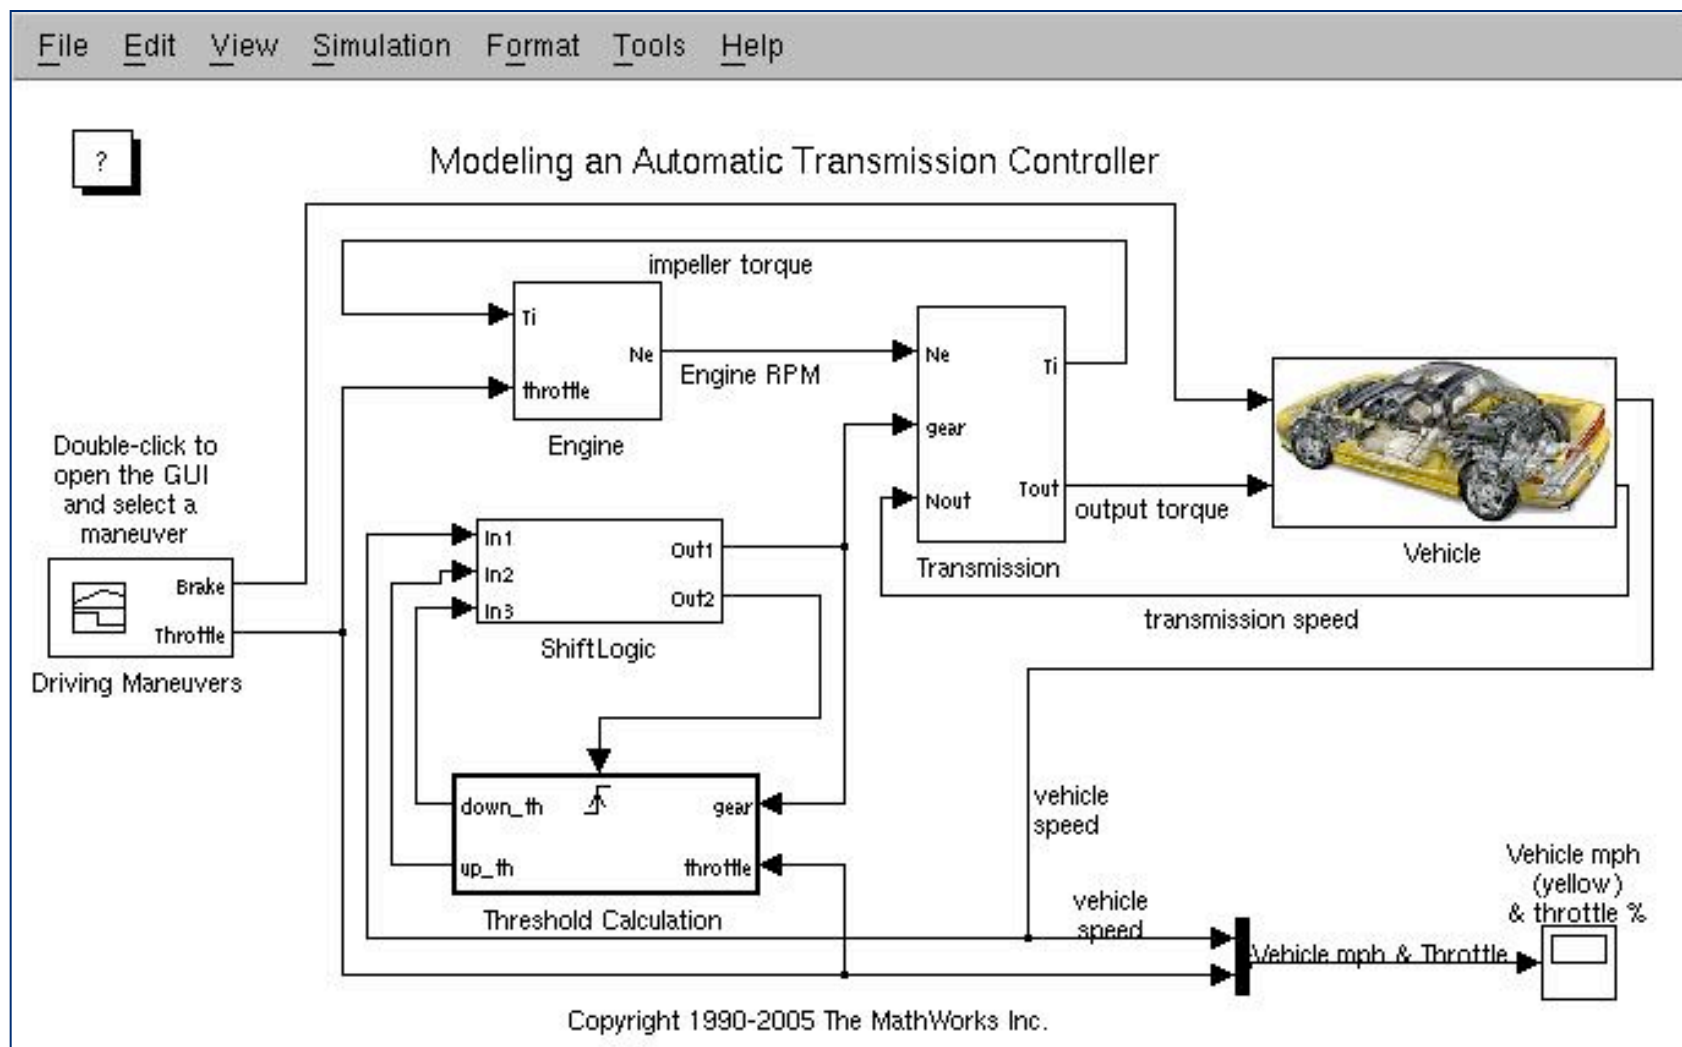 File Edit View Simulation Format Tools Help
?
Modeling an Automatic Transmission Controller
impeller torque
Ti
Ne
throttle
Engine
Engine RPM
Ne
gear
Nout
Ti
Tout
Transmission
output torque
Vehicle
transmission speed
Double-click to
open the GUI
and select a
maneuver
Brake
Throttle
Driving Maneuvers
In1
In2
In3
Out1
Out2
ShiftLogic
down_th
up_th
gear
throttle
Threshold Calculation
vehicle
speed
vehicle
speed
Vehicle mph & Throttle
Vehicle mph
(yellow)
& throttle %
Copyright 1990-2005 The MathWorks Inc.